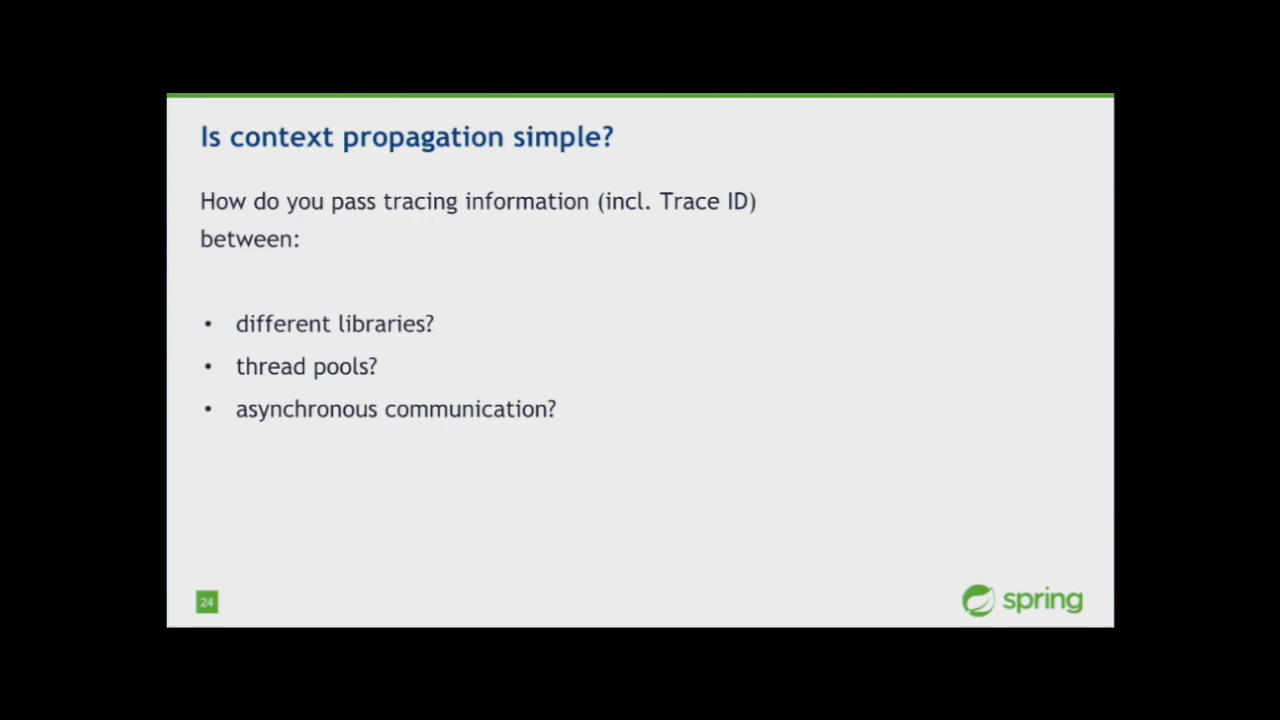 Is context propagation simple?
How do you pass tracing information (incl. Trace ID)
between:
• different libraries?
• thread pools?
• asynchronous communication?
24
spring